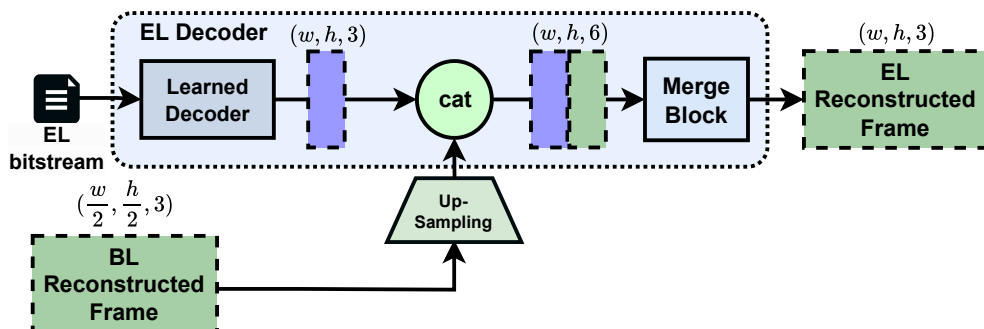 EL Decoder
(w, h, 3)
(w, h, 6)
(w, h, 3)
Learned
Decoder
cat
Merge
Block
EL
Reconstructed
Frame
EL
bitstream
(w/2, h/2, 3)
Up-
Sampling
BL
Reconstructed
Frame